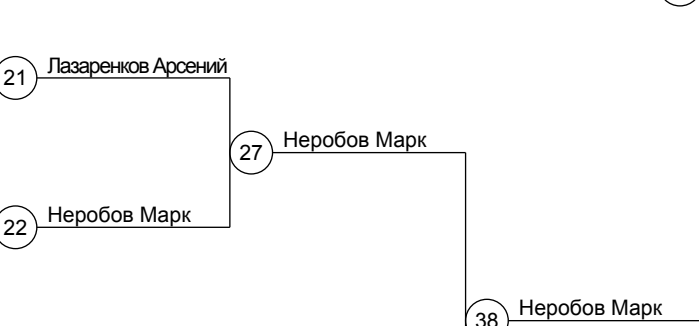 21 Лазаренков Арсений
27 Неробов Марк
22 Неробов Марк
38 Неробов Марк